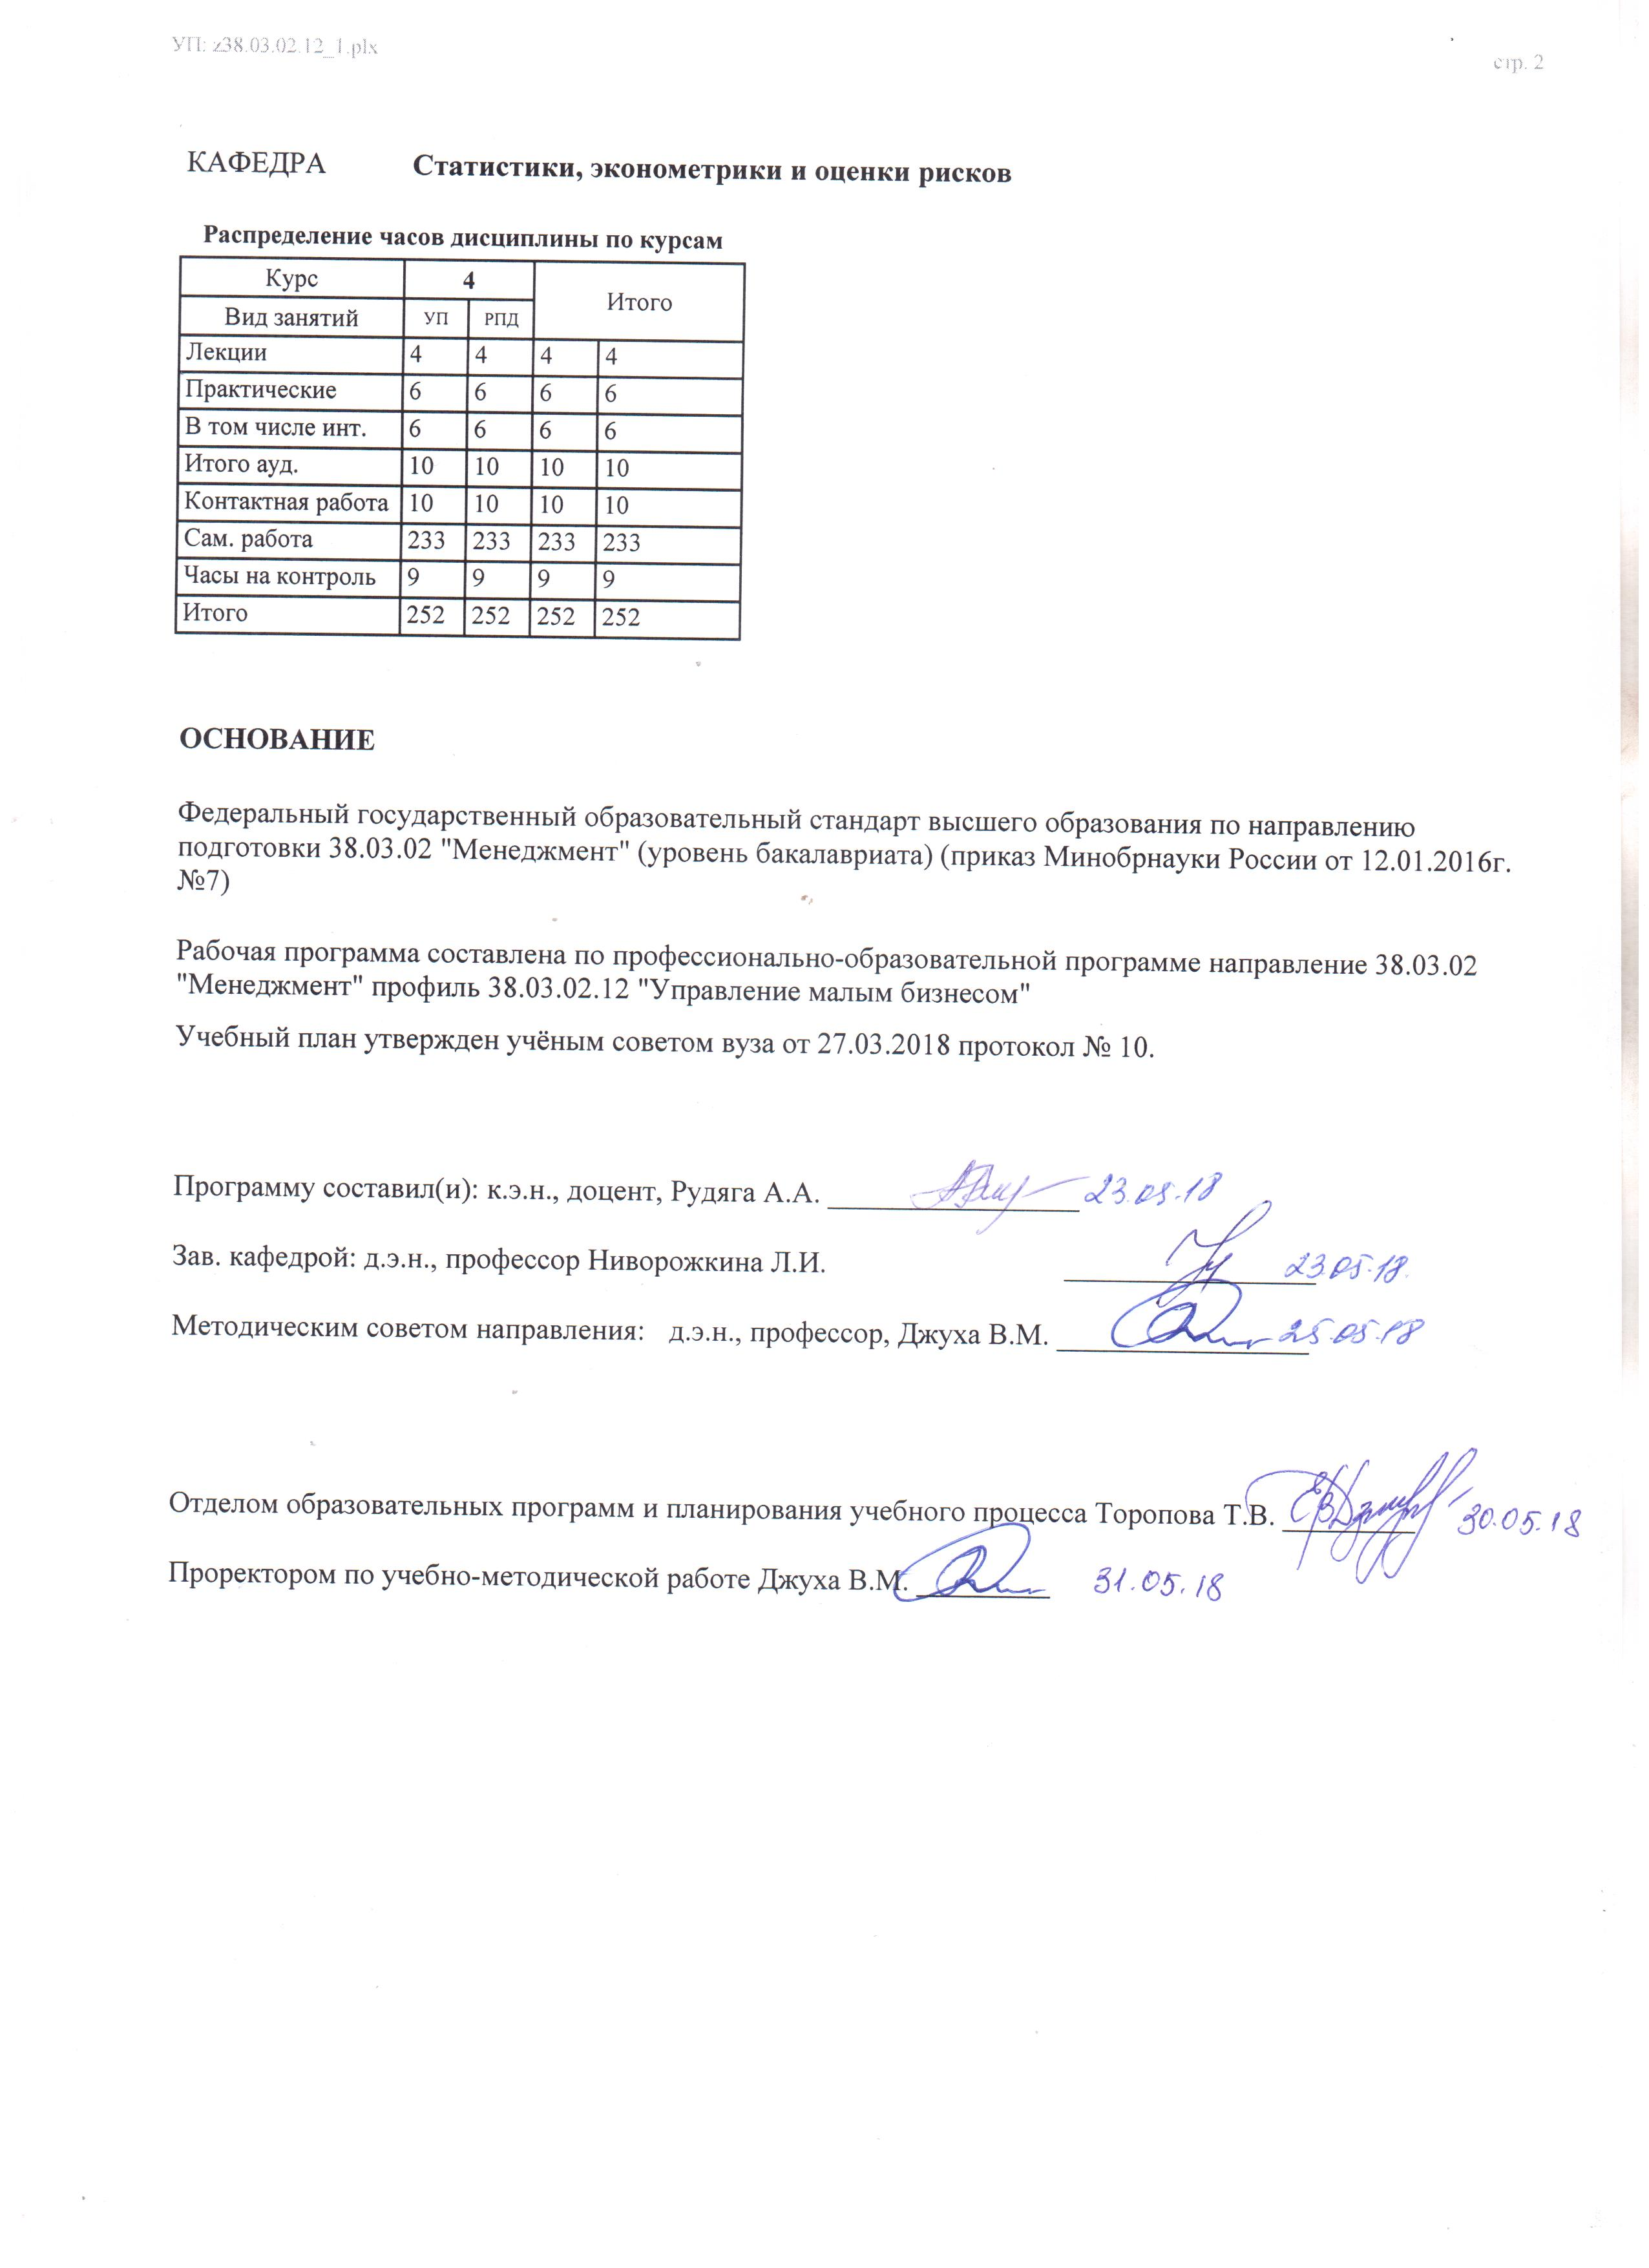 УП: z38.03.02.12_1.plx
стр. 2
КАФЕДРА Статистики, эконометрики и оценки рисков
Распределение часов дисциплины по курсам
Курс 4 Итого
Вид занятий УП РПД
Лекции 4 4 4 4
Практические 6 6 6 6
В том числе инт. 6 6 6 6
Итого ауд. 10 10 10 10
Контактная работа 10 10 10 10
Сам. работа 233 233 233 233
Часы на контроль 9 9 9 9
Итого 252 252 252 252
ОСНОВАНИЕ
Федеральный государственный образовательный стандарт высшего образования по направлению
подготовки 38.03.02 "Менеджмент" (уровень бакалавриата) (приказ Минобрнауки России от 12.01.2016г.
№7)
Рабочая программа составлена по профессионально-образовательной программе направление 38.03.02
"Менеджмент" профиль 38.03.02.12 "Управление малым бизнесом"
Учебный план утвержден учёным советом вуза от 27.03.2018 протокол № 10.
Программу составил(и): к.э.н., доцент, Рудяга А.А. 23.05.18
Зав. кафедрой: д.э.н., профессор Ниворожкина Л.И. 23.05.18.
Методическим советом направления: д.э.н., профессор, Джуха В.М. 25.05.18
Отделом образовательных программ и планирования учебного процесса Торопова Т.В. 30.05.18
Проректором по учебно-методической работе Джуха В.М. 31.05.18